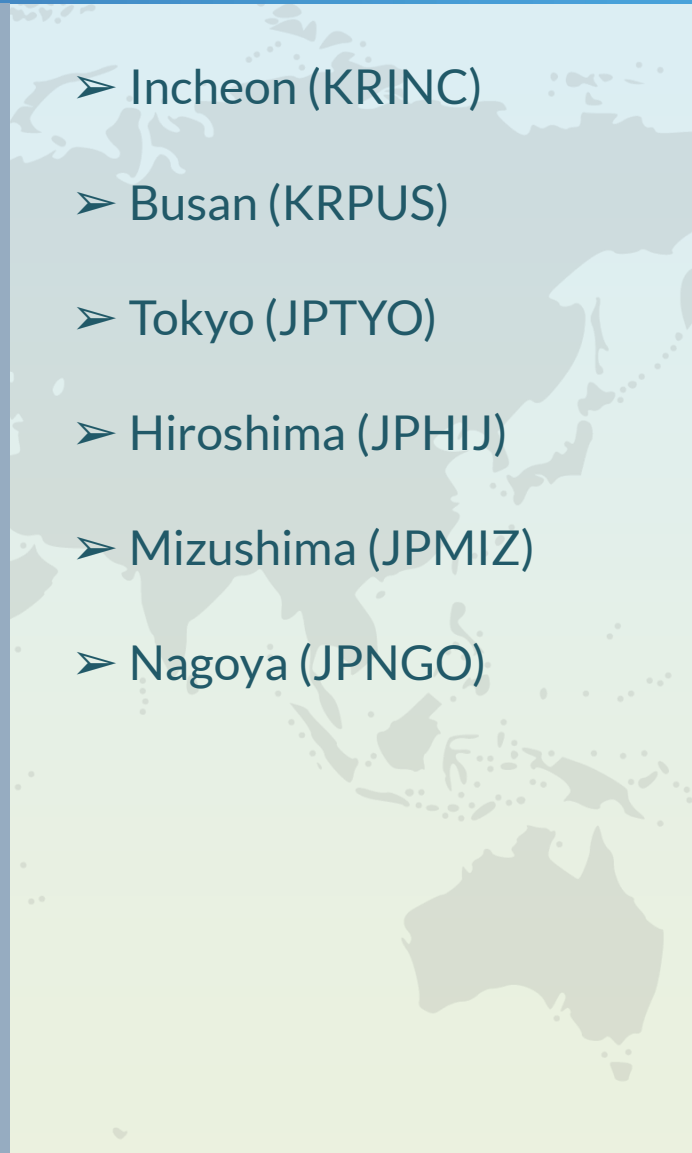 ➢ Incheon (KRINC)
➢ Busan (KRPUS)
➢ Tokyo (JPTYO)
➢ Hiroshima (JPHIJ)
➢ Mizushima (JPMIZ)
➢ Nagoya (JPNGO)